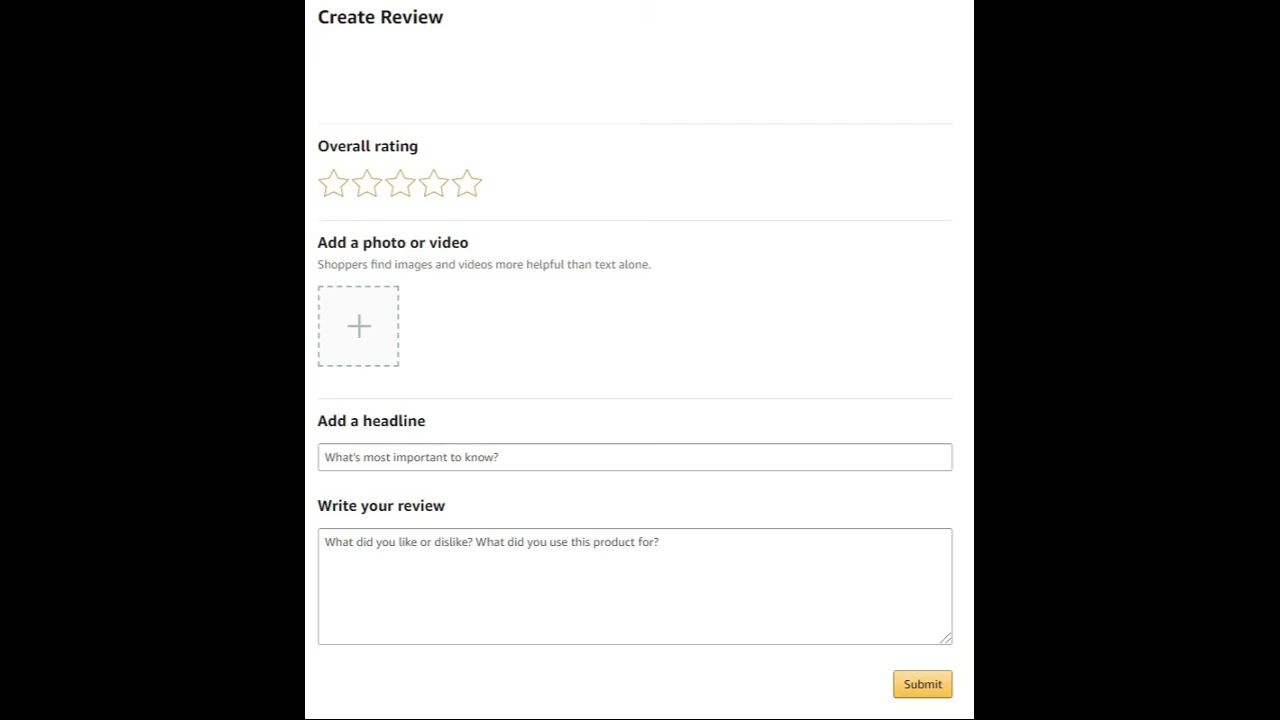 Create Review
Overall rating
Add a photo or video
Shoppers find images and videos more helpful than text alone.
Add a headline
What's most important to know?
Write your review
What did you like or dislike? What did you use this product for?
Submit